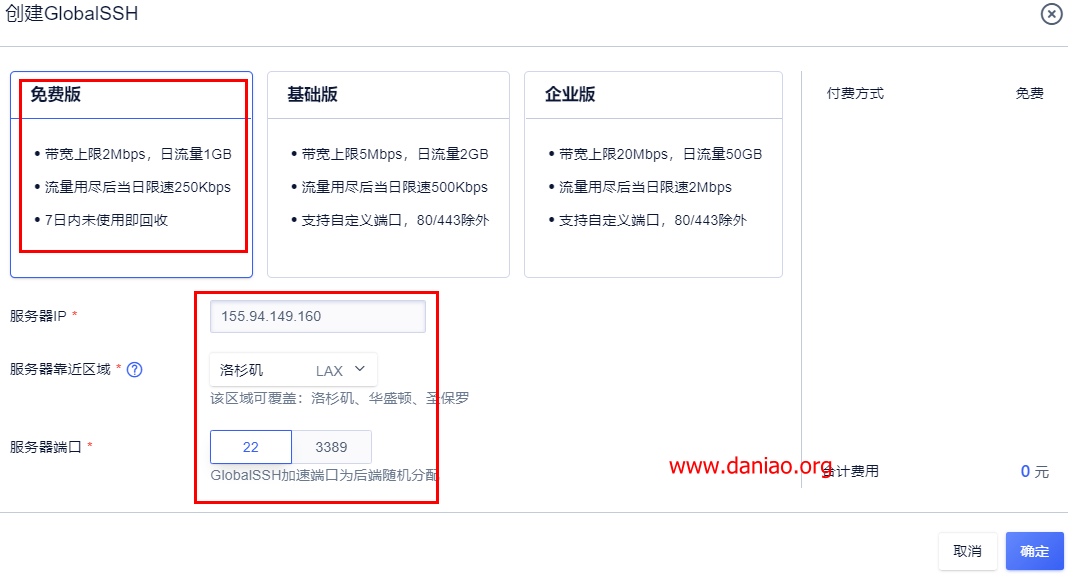 创建GlobalSSH
免费版
• 带宽上限2Mbps，日流量1GB
• 流量用尽后当日限速250Kbps
• 7日内未使用即回收
基础版
• 带宽上限5Mbps，日流量2GB
• 流量用尽后当日限速500Kbps
• 支持自定义端口，80/443除外
企业版
• 带宽上限20Mbps，日流量50GB
• 流量用尽后当日限速2Mbps
• 支持自定义端口，80/443除外
付费方式 免费
服务器IP * 155.94.149.160
服务器靠近区域 * ? 洛杉矶 LAX
该区域可覆盖：洛杉矶、华盛顿、圣保罗
服务器端口 * 22 3389
GlobalSSH加速端口为后端随机分配
www.daniao.org
合计费用 0 元
取消 确定